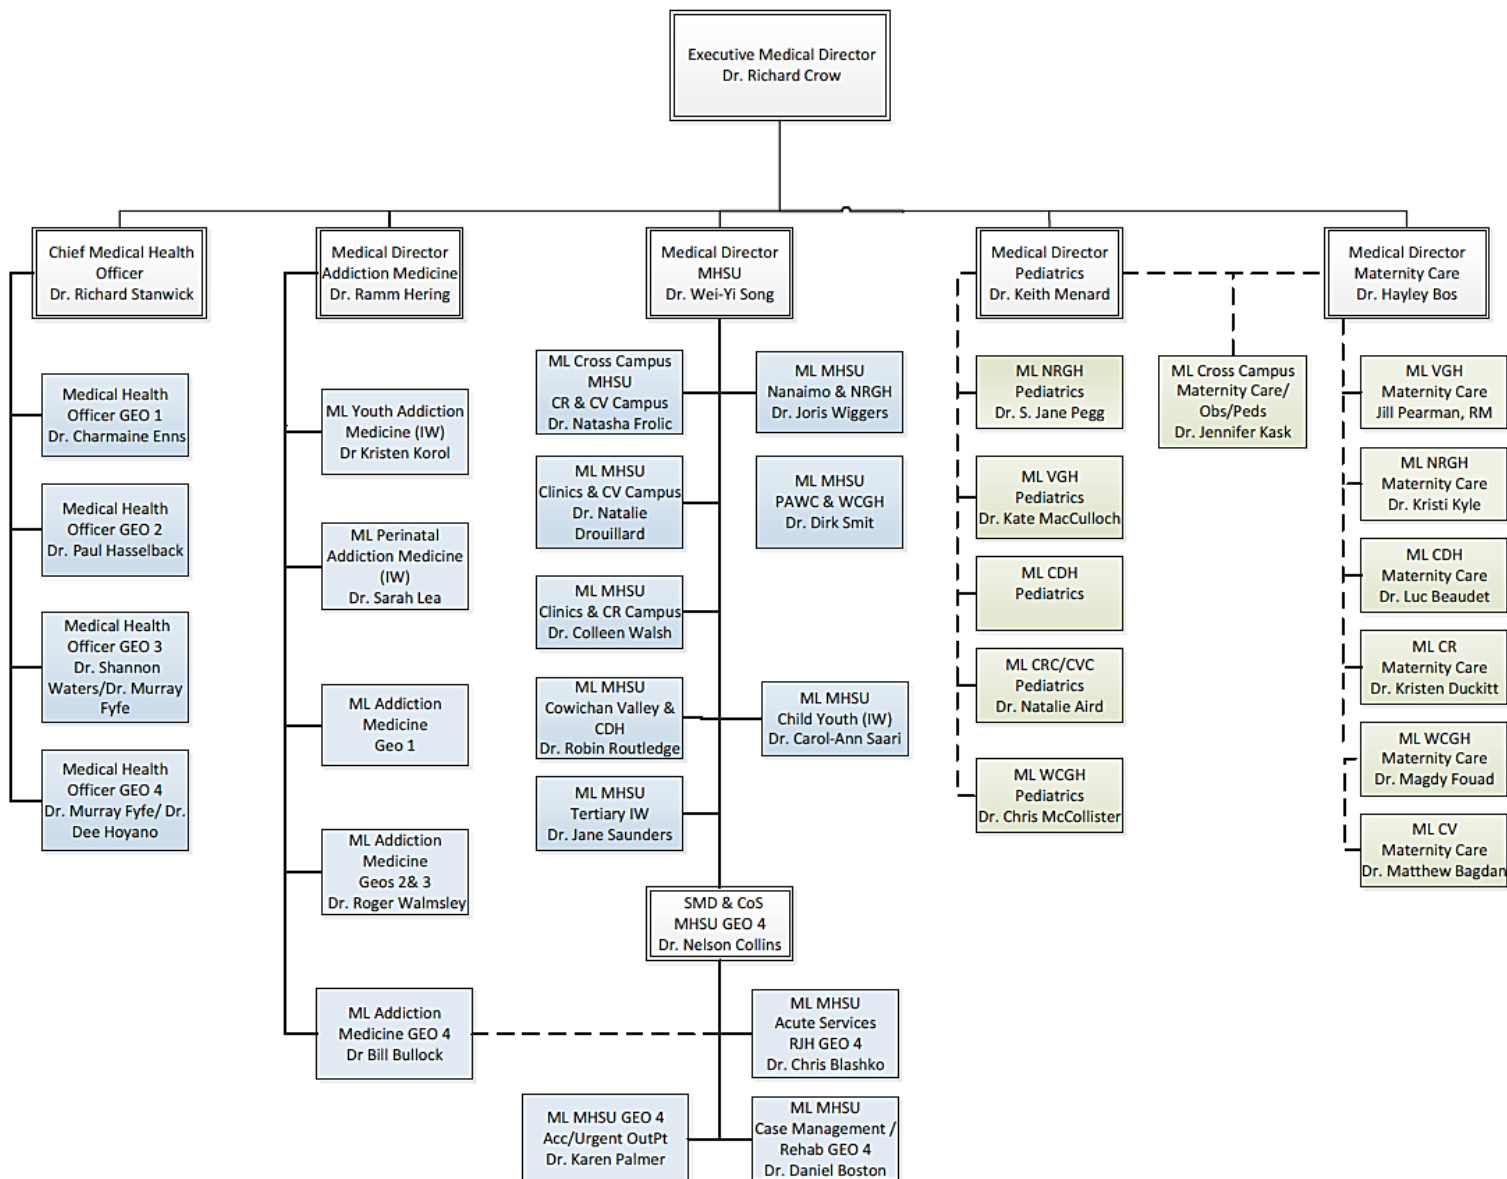 Executive Medical Director
Dr. Richard Crow
Chief Medical Health
Officer
Dr. Richard Stanwick
Medical Director
Addiction Medicine
Dr. Ramm Hering
Medical Director
MHSU
Dr. Wei-Yi Song
Medical Director
Pediatrics
Dr. Keith Menard
Medical Director
Maternity Care
Dr. Hayley Bos
Medical Health
Officer GEO 1
Dr. Charmaine Enns
Medical Health
Officer GEO 2
Dr. Paul Hasselback
Medical Health
Officer GEO 3
Dr. Shannon
Waters/Dr. Murray
Fyfe
Medical Health
Officer GEO 4
Dr. Murray Fyfe/ Dr.
Dee Hoyano
ML Youth Addiction
Medicine (IW)
Dr Kristen Korol
ML Perinatal
Addiction Medicine
(IW)
Dr. Sarah Lea
ML Addiction
Medicine
Geo 1
ML Addiction
Medicine
Geos 2& 3
Dr. Roger Walmsley
ML Addiction
Medicine GEO 4
Dr Bill Bullock
ML Cross Campus
MHSU
CR & CV Campus
Dr. Natasha Frolic
ML MHSU
Nanaimo & NRGH
Dr. Joris Wiggers
ML MHSU
Clinics & CV Campus
Dr. Natalie
Drouillard
ML MHSU
PAWC & WCGH
Dr. Dirk Smit
ML MHSU
Clinics & CR Campus
Dr. Colleen Walsh
ML MHSU
Cowichan Valley &
CDH
Dr. Robin Routledge
ML MHSU
Child Youth (IW)
Dr. Carol-Ann Saari
ML MHSU
Tertiary IW
Dr. Jane Saunders
SMD & CoS
MHSU GEO 4
Dr. Nelson Collins
ML MHSU
Acute Services
RJH GEO 4
Dr. Chris Blashko
ML MHSU GEO 4
Acc/Urgent OutPt
Dr. Karen Palmer
ML MHSU
Case Management /
Rehab GEO 4
Dr. Daniel Boston
ML NRGH
Pediatrics
Dr. S. Jane Pegg
ML VGH
Pediatrics
Dr. Kate MacCulloch
ML CDH
Pediatrics
ML CRC/CVC
Pediatrics
Dr. Natalie Aird
ML WCGH
Pediatrics
Dr. Chris McCollister
ML Cross Campus
Maternity Care/
Obs/Peds
Dr. Jennifer Kask
ML VGH
Maternity Care
Jill Pearman, RM
ML NRGH
Maternity Care
Dr. Kristi Kyle
ML CDH
Maternity Care
Dr. Luc Beaudet
ML CR
Maternity Care
Dr. Kristen Duckitt
ML WCGH
Maternity Care
Dr. Magdy Fouad
ML CV
Maternity Care
Dr. Matthew Bagdan